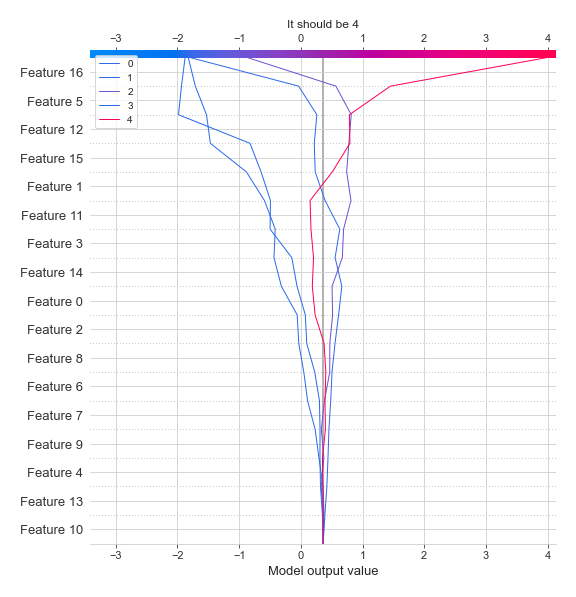 It should be 4
−3 −2 −1 0 1 2 3 4
0
1
2
3
4
Feature 16
Feature 5
Feature 12
Feature 15
Feature 1
Feature 11
Feature 3
Feature 14
Feature 0
Feature 2
Feature 8
Feature 6
Feature 7
Feature 9
Feature 4
Feature 13
Feature 10
−3 −2 −1 0 1 2 3 4
Model output value